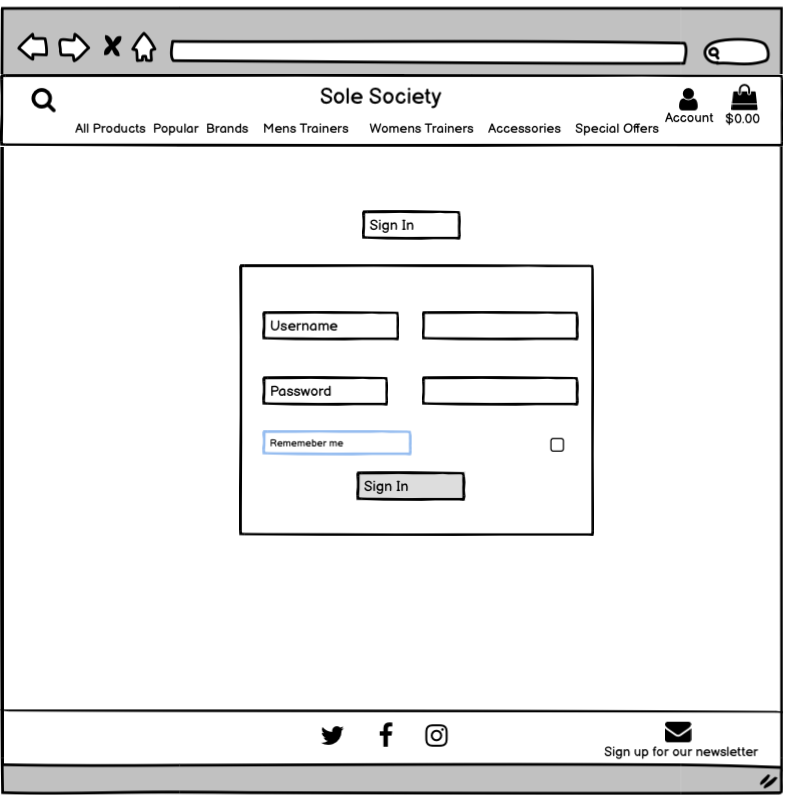 Sole Society
Account
$0.00
All Products Popular Brands Mens Trainers Womens Trainers Accessories Special Offers
Sign In
Username
Password
Rememeber me
Sign In
Sign up for our newsletter